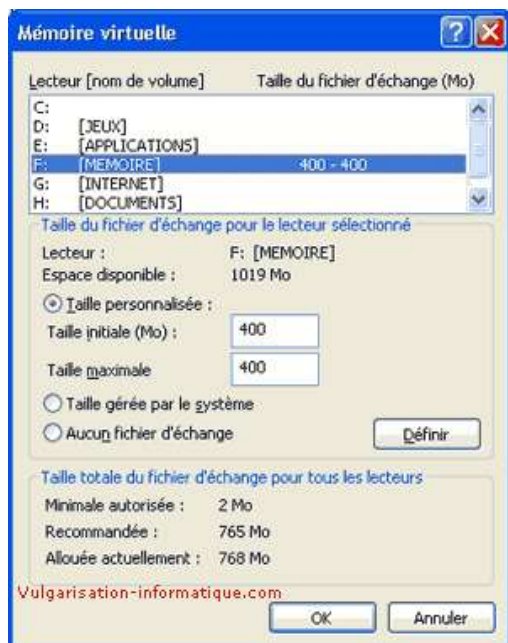 Mémoire virtuelle
Lecteur [nom de volume] Taille du fichier d'échange (Mo)
C:
D: [JEUX]
E: [APPLICATIONS]
F: [MEMOIRE] 400 - 400
G: [INTERNET]
H: [DOCUMENTS]
Taille du fichier d'échange pour le lecteur sélectionné
Lecteur : F: [MEMOIRE]
Espace disponible : 1019 Mo
Taille personnalisée :
Taille initiale (Mo) : 400
Taille maximale 400
Taille gérée par le système
Aucun fichier d'échange
Définir
Taille totale du fichier d'échange pour tous les lecteurs
Minimale autorisée : 2 Mo
Recommandée : 765 Mo
Allouée actuellement : 768 Mo
Vulgarisation-informatique.com
OK Annuler